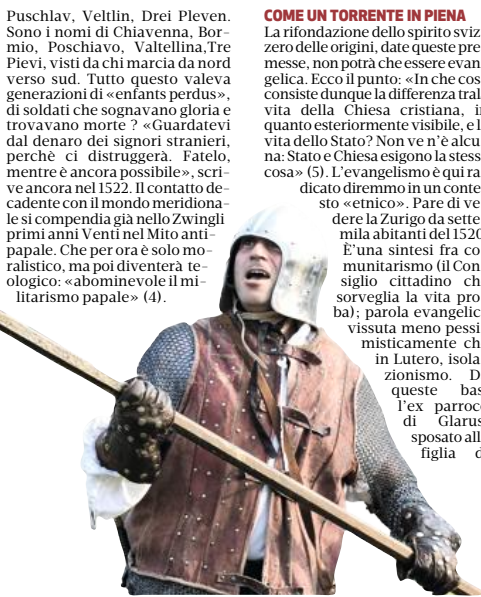 Puschlav, Veltlin, Drei Pleven.
Sono i nomi di Chiavenna, Bor-
mio, Poschiavo, Valtellina,Tre
Pievi, visti da chi marcia da nord
verso sud. Tutto questo valeva
generazioni di «enfants perdus»,
di soldati che sognavano gloria e
trovavano morte ? «Guardatevi
dal denaro dei signori stranieri,
perchè ci distruggerà. Fatelo,
mentre è ancora possibile», scri-
ve ancora nel 1522. Il contatto de-
cadente con il mondo meridiona-
le si compendia già nello Zwingli
primi anni Venti nel Mito anti-
papale. Che per ora è solo mo-
ralistico, ma poi diventerà te-
ologico: «abominevole il mi-
litarismo papale» (4).
COME UN TORRENTE IN PIENA
La rifondazione dello spirito sviz
zero delle origini, date queste pre
messe, non potrà che essere evan
gelica. Ecco il punto: «In che cos
consiste dunque la differenza tra la
vita della Chiesa cristiana, i
quanto esteriormente visibile, e l
vita dello Stato? Non ve n'è alcu
na: Stato e Chiesa esigono la stess
cosa» (5). L'evangelismo è qui ra
dicato diremmo in un conte
sto «etnico». Pare di ve
dere la Zurigo da sette
mila abitanti del 1520
È'una sintesi fra co
munitarismo (il Con
siglio cittadino ch
sorveglia la vita pro
ba); parola evangelic
vissuta meno pessi
misticamente ch
in Lutero, isola
zionismo. D
queste bas
l'ex parroc
di Glarus
sposato all
figlia d